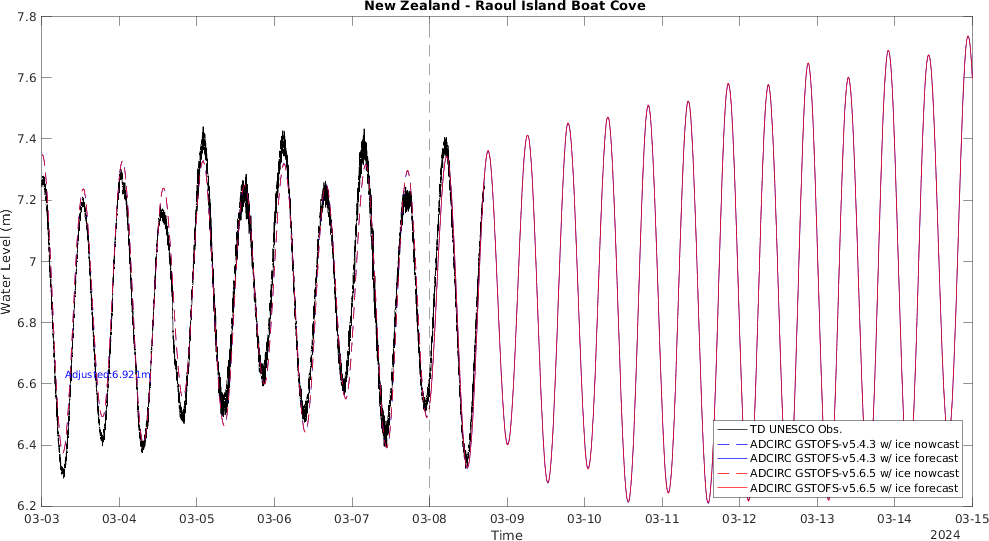 New Zealand - Raoul Island Boat Cove
7.8
7.6
7.4
7.2
7
6.8
6.6
6.4
6.2
Water Level (m)
Adjusted:6.921m
TD UNESCO Obs.
ADCIRC GSTOFS-v5.4.3 w/ ice nowcast
ADCIRC GSTOFS-v5.4.3 w/ ice forecast
ADCIRC GSTOFS-v5.6.5 w/ ice nowcast
ADCIRC GSTOFS-v5.6.5 w/ ice forecast
03-03 03-04 03-05 03-06 03-07 03-08 03-09 03-10 03-11 03-12 03-13 03-14 03-15
Time
2024